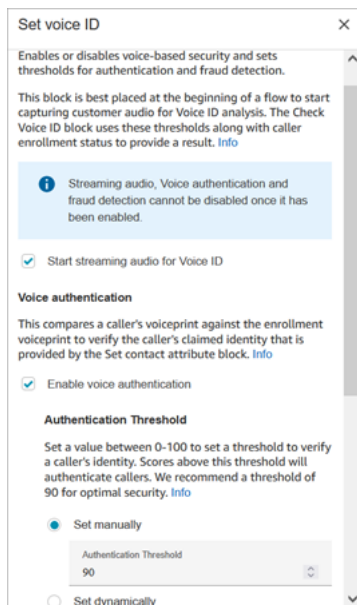 Set voice ID
Enables or disables voice-based security and sets
thresholds for authentication and fraud detection.
This block is best placed at the beginning of a flow to start
capturing customer audio for Voice ID analysis. The Check
Voice ID block uses these thresholds along with caller
enrollment status to provide a result. Info
Streaming audio, Voice authentication and
fraud detection cannot be disabled once it has
been enabled.
Start streaming audio for Voice ID
Voice authentication
This compares a caller's voiceprint against the enrollment
voiceprint to verify the caller's claimed identity that is
provided by the Set contact attribute block. Info
Enable voice authentication
Authentication Threshold
Set a value between 0-100 to set a threshold to verify
a caller's identity. Scores above this threshold will
authenticate callers. We recommend a threshold of
90 for optimal security. Info
Set manually
Authentication Threshold
90
Set dynamically